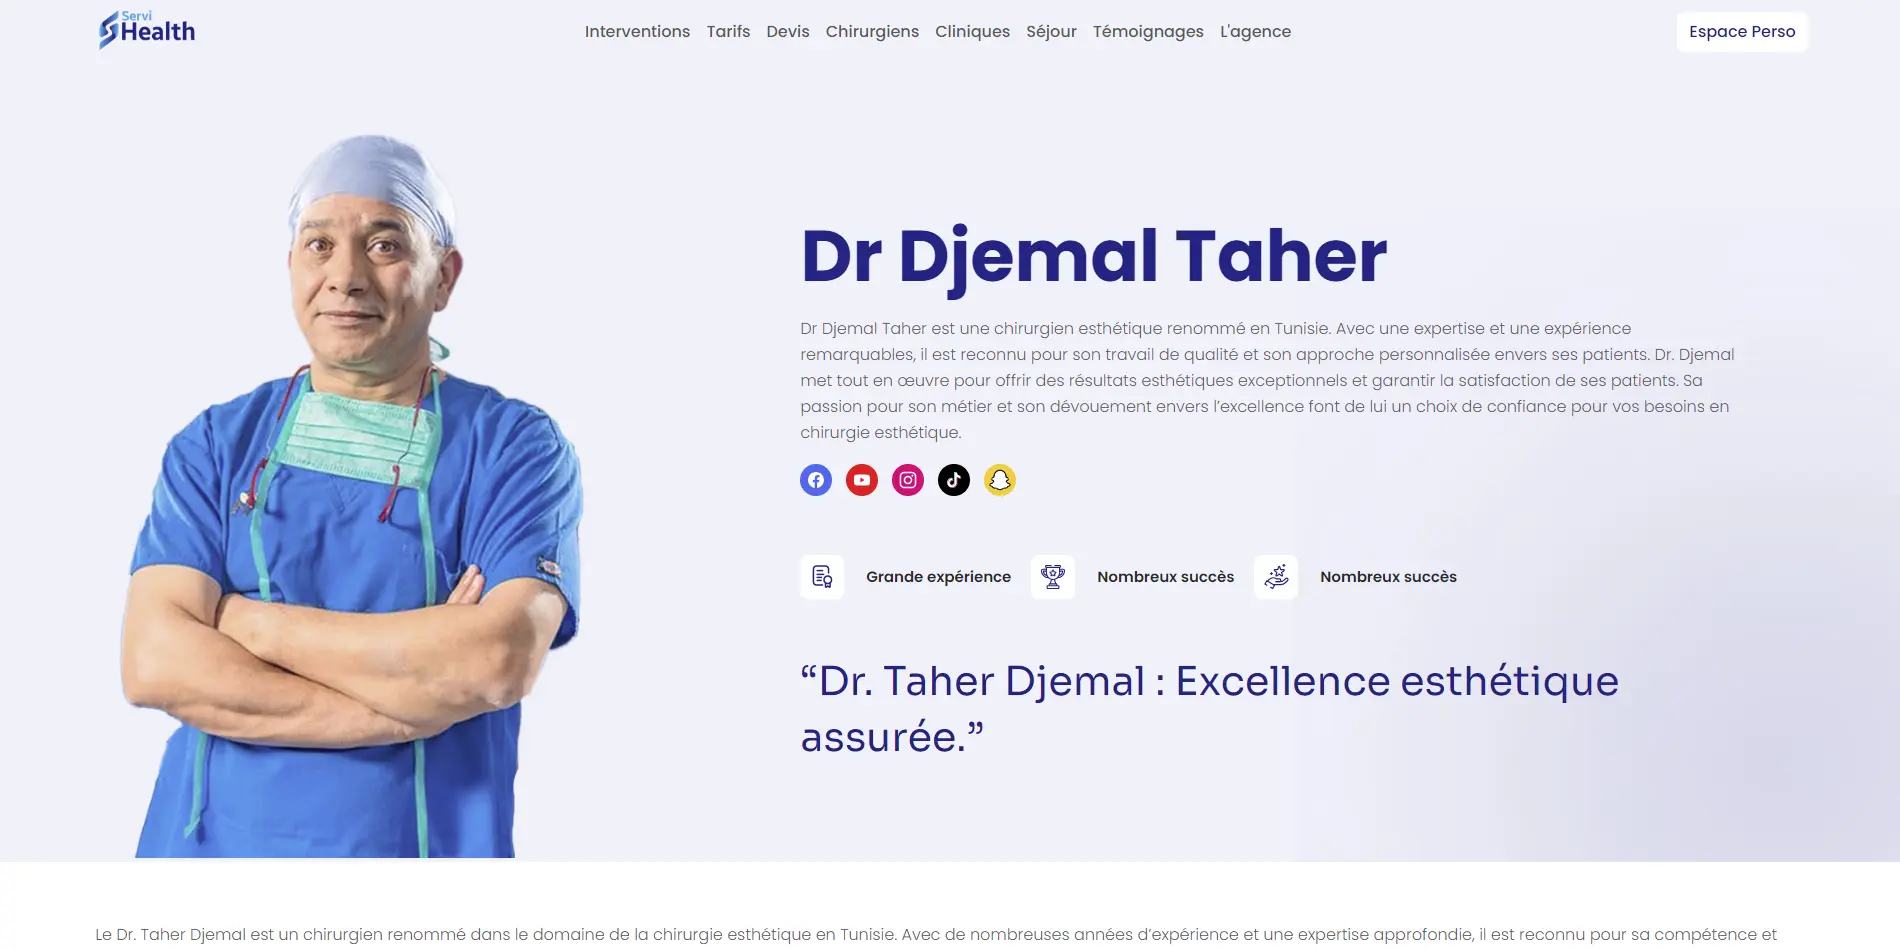 Servi
Health
Interventions Tarifs Devis Chirurgiens Cliniques Séjour Témoignages L'agence
Espace Perso
Dr Djemal Taher
Dr Djemal Taher est une chirurgien esthétique renommé en Tunisie. Avec une expertise et une expérience
remarquables, il est reconnu pour son travail de qualité et son approche personnalisée envers ses patients. Dr. Djemal
met tout en œuvre pour offrir des résultats esthétiques exceptionnels et garantir la satisfaction de ses patients. Sa
passion pour son métier et son dévouement envers l’excellence font de lui un choix de confiance pour vos besoins en
chirurgie esthétique.
Grande expérience Nombreux succès Nombreux succès
“Dr. Taher Djemal : Excellence esthétique
assurée.”
Le Dr. Taher Djemal est un chirurgien renommé dans le domaine de la chirurgie esthétique en Tunisie. Avec de nombreuses années d’expérience et une expertise approfondie, il est reconnu pour sa compétence et